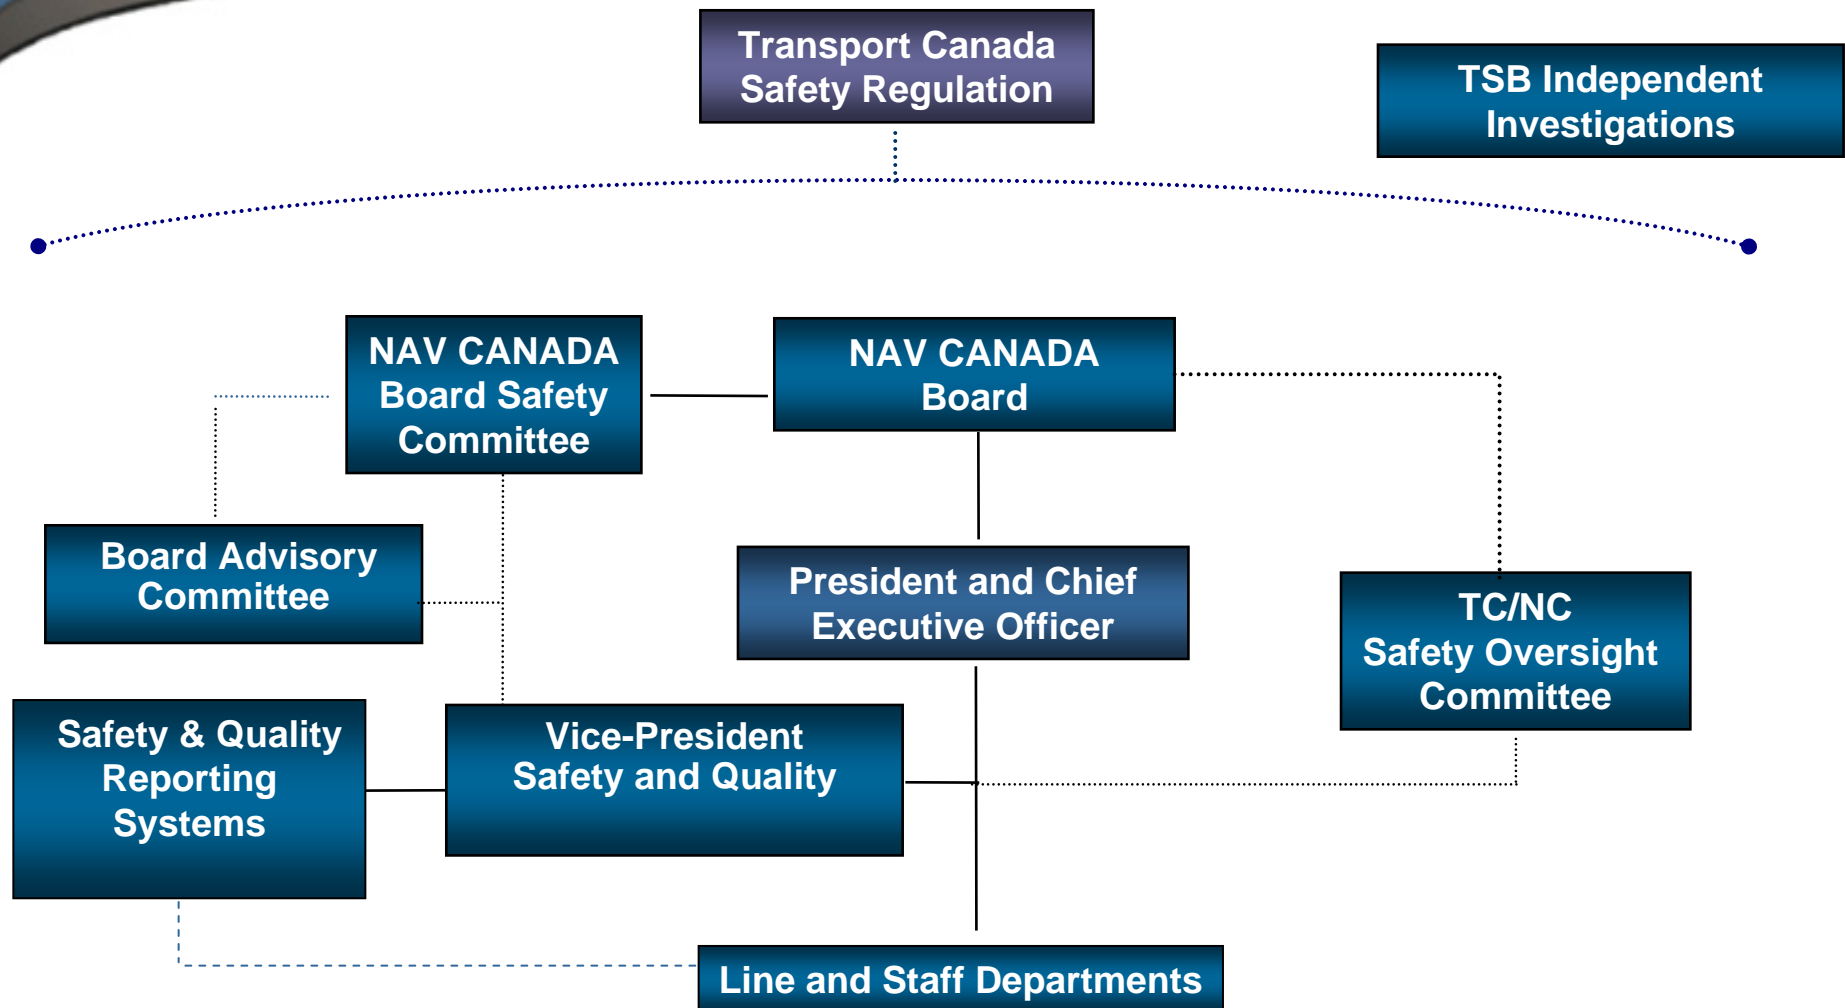 Transport Canada
Safety Regulation
TSB Independent
Investigations
NAV CANADA
Board Safety
Committee
NAV CANADA
Board
Board Advisory
Committee
President and Chief
Executive Officer
TC/NC
Safety Oversight
Committee
Safety & Quality
Reporting
Systems
Vice-President
Safety and Quality
Line and Staff Departments